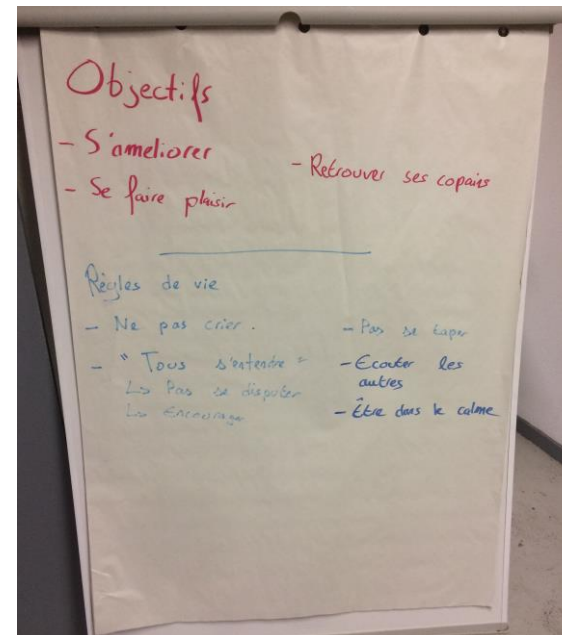 Objectifs
- S'ameliorer
- Se faire plaisir
- Retrouver ses copains
Règles de vie
- Ne pas crier.
- "Tous s'entendre"
↳ Pas se disputer
↳ Encourager
- Pas se taper
- Ecouter les
autres
- Être dans le calme